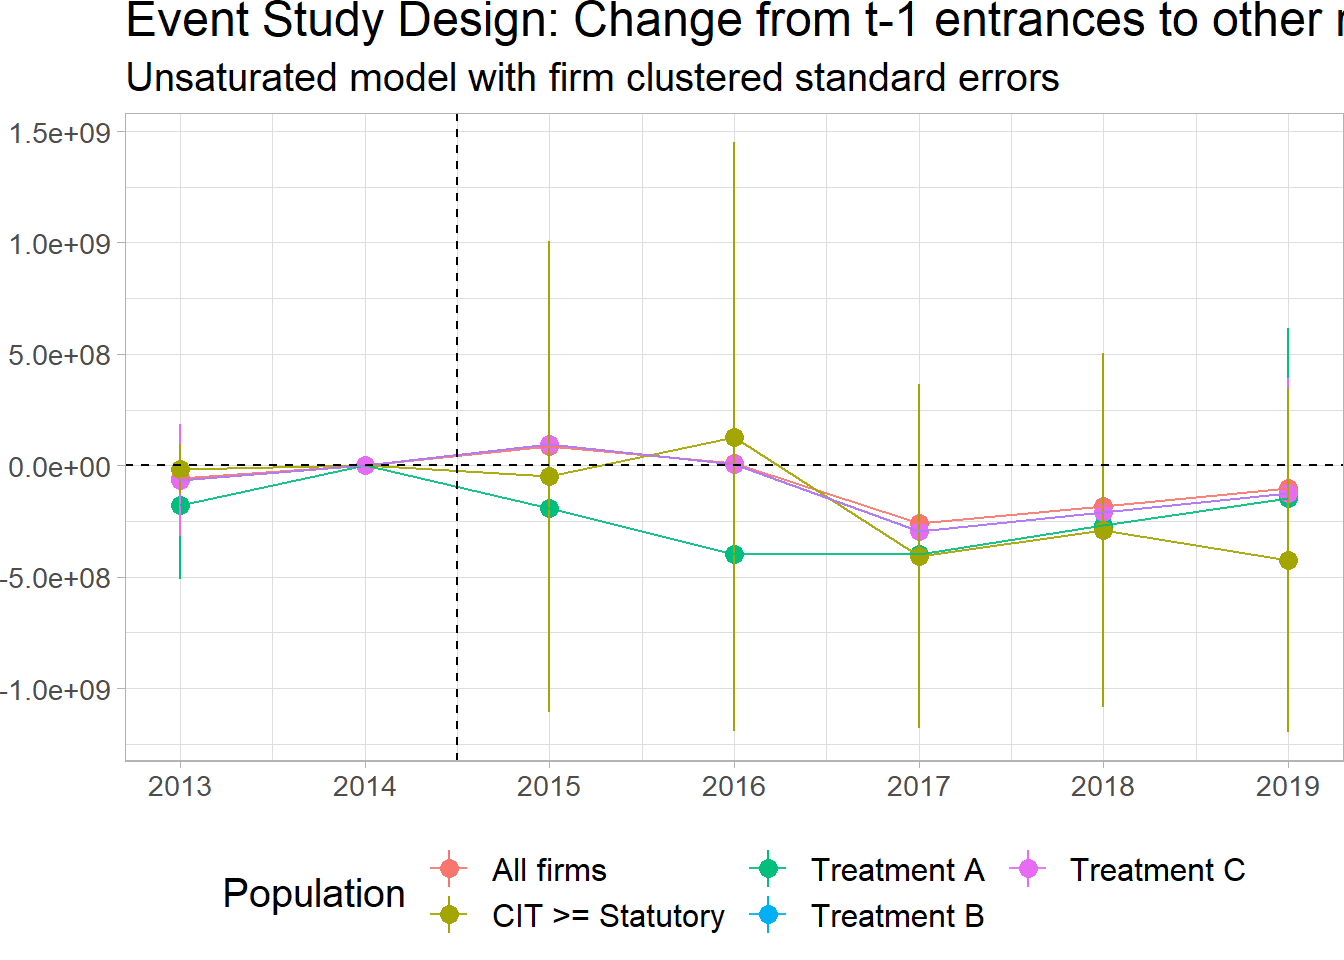 Event Study Design: Change from t-1 entrances to other
Unsaturated model with firm clustered standard errors
1.5e+09
1.0e+09
5.0e+08
0.0e+00
-5.0e+08
-1.0e+09
2013 2014 2015 2016 2017 2018 2019
Population
All firms Treatment A Treatment C
CIT >= Statutory Treatment B